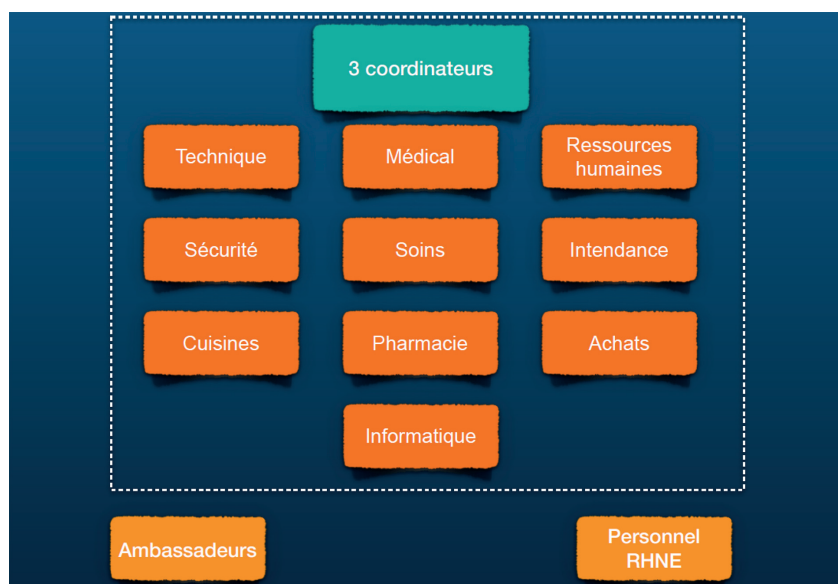 3 coordinateurs
Technique
Médical
Ressources
humaines
Sécurité
Soins
Intendance
Cuisines
Pharmacie
Achats
Informatique
Ambassadeurs
Personnel
RHNE